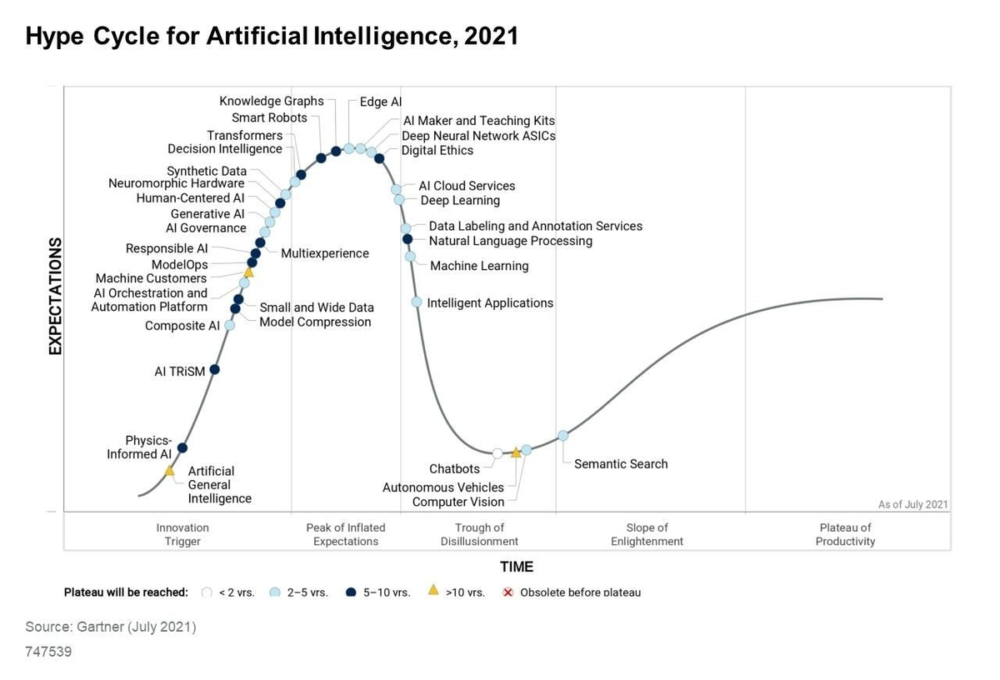 Hype Cycle for Artificial Intelligence, 2021
Knowledge Graphs
Edge AI
Smart Robots
AI Maker and Teaching Kits
Transformers
Deep Neural Network ASICs
Decision Intelligence
Digital Ethics
Synthetic Data
Neuromorphic Hardware
AI Cloud Services
Human-Centered AI
Deep Learning
Generative AI
AI Governance
Data Labeling and Annotation Services
Natural Language Processing
Responsible AI
Multiexperience
ModelOps
Machine Learning
Machine Customers
AI Orchestration and
Automation Platform
Intelligent Applications
Small and Wide Data
Model Compression
Composite AI
AI TRiSM
Physics-
Informed AI
Artificial
General
Intelligence
Chatbots
Semantic Search
Autonomous Vehicles
Computer Vision
EXPECTATIONS
As of July 2021
Innovation
Trigger
Peak of Inflated
Expectations
Trough of
Disillusionment
Slope of
Enlightenment
Plateau of
Productivity
TIME
Plateau will be reached: < 2 yrs. 2–5 yrs. 5–10 yrs. >10 yrs. Obsolete before plateau
Source: Gartner (July 2021)
747539